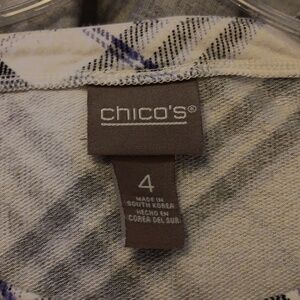 chico's®
4
MADE IN
SOUTH KOREA
HECHO EN
COREA DEL SUR